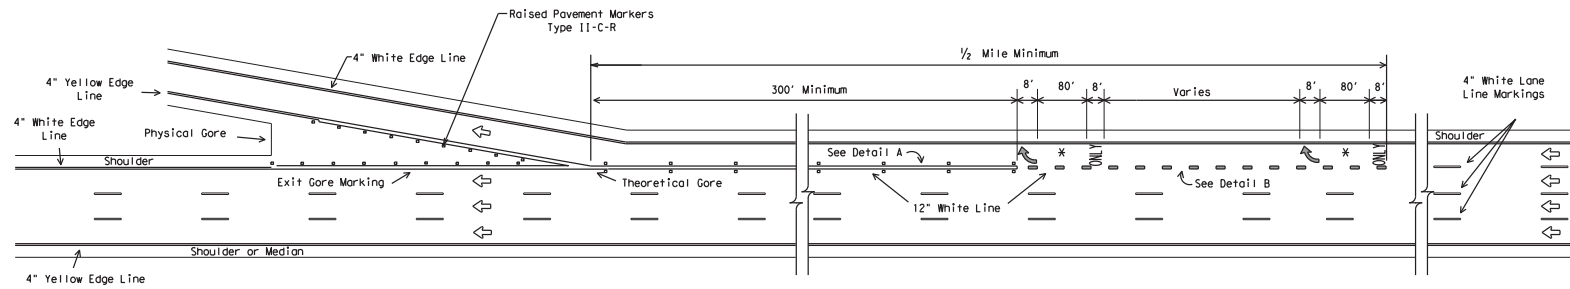 Raised Pavement Markers
Type II-C-R
4" White Edge Line
½ Mile Minimum
4" Yellow Edge
Line
300' Minimum
8'
80'
8'
Varies
8'
80'
8'
4" White Lane
Line Markings
4" White Edge
Line
Physical Gore
Shoulder
Shoulder
See Detail A
*
ONLY
*
ONLY
Exit Gore Marking
Theoretical Gore
See Detail B
12" White Line
Shoulder or Median
4" Yellow Edge Line